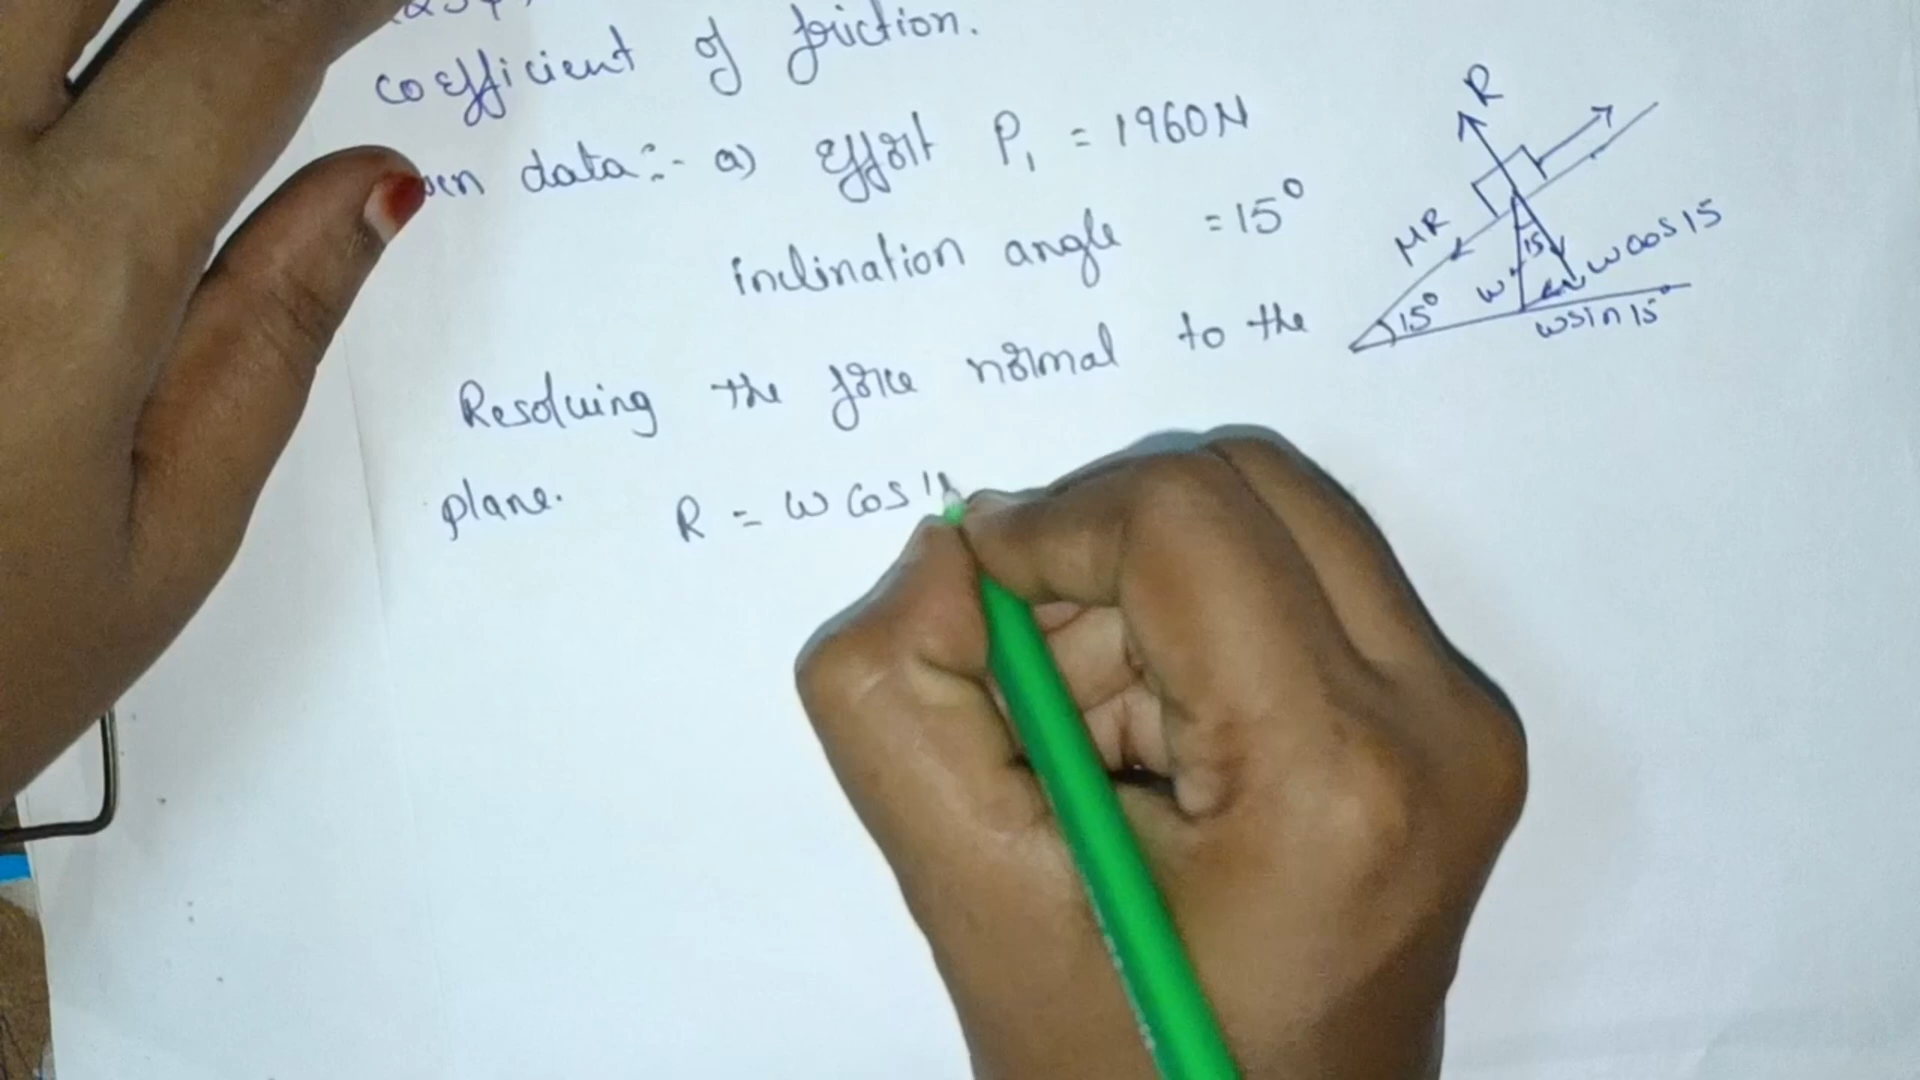 coefficient of friction.
data:- a) effort P₁ = 1960N
inclination angle = 15°
Resolving the force normal to the
plane. R = W cos
R
μR
15
W cos 15
W
15°
W sin 15°